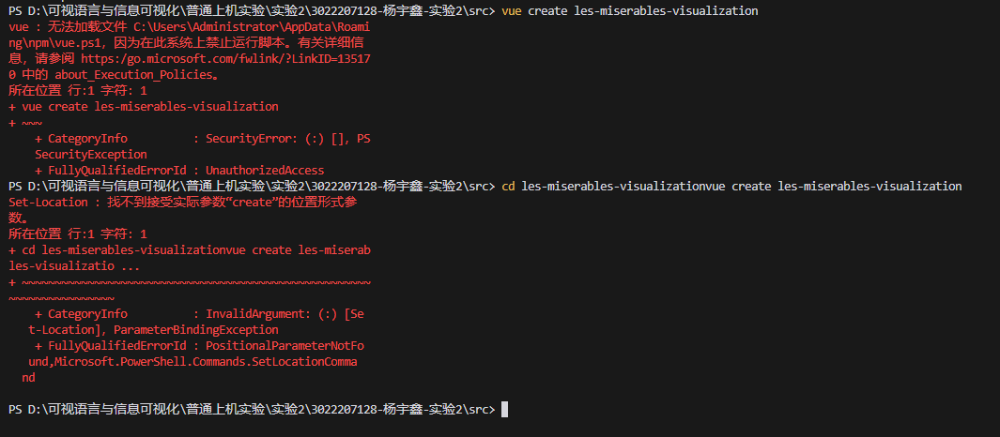 PS D:\可视语言与信息可视化\普通上机实验\实验2\3022207128-杨宇鑫-实验2\src> vue create les-miserables-visualization
vue : 无法加载文件 C:\Users\Administrator\AppData\Roami
ng\npm\vue.ps1，因为在此系统上禁止运行脚本。有关详细信
息，请参阅 https:/go.microsoft.com/fwlink/?LinkID=13517
0 中的 about_Execution_Policies。
所在位置 行:1 字符: 1
+ vue create les-miserables-visualization
+ ~~~
    + CategoryInfo          : SecurityError: (:) [], PS
    SecurityException
    + FullyQualifiedErrorId : UnauthorizedAccess
PS D:\可视语言与信息可视化\普通上机实验\实验2\3022207128-杨宇鑫-实验2\src> cd les-miserables-visualizationvue create les-miserables-visualization
Set-Location : 找不到接受实际参数“create”的位置形式参
数。
所在位置 行:1 字符: 1
+ cd les-miserables-visualizationvue create les-miserab
les-visualizatio ...
+ ~~~~~~~~~~~~~~~~~~~~~~~~~~~~~~~~~~~~~~~~~~~~~~~~~~~~~
~~~~~~~~~~~~~~~~
    + CategoryInfo          : InvalidArgument: (:) [Se
   t-Location], ParameterBindingException
    + FullyQualifiedErrorId : PositionalParameterNotFo
   und,Microsoft.PowerShell.Commands.SetLocationComma
  nd
PS D:\可视语言与信息可视化\普通上机实验\实验2\3022207128-杨宇鑫-实验2\src>